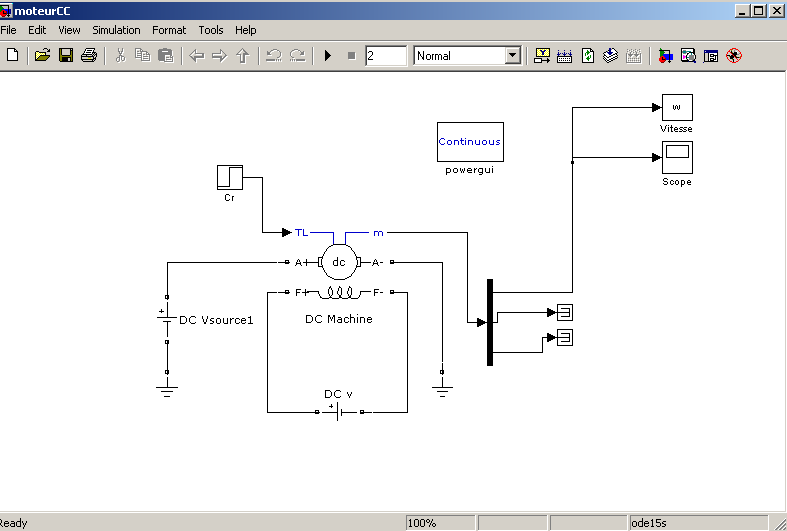 moteurCC
File Edit View Simulation Format Tools Help
2 Normal
w
Vitesse
Continuous
powergui
Scope
Cr
TL m
A+ dc A-
F+ F-
DC Vsource1
DC Machine
DC v
+
+
Ready 100% ode15s